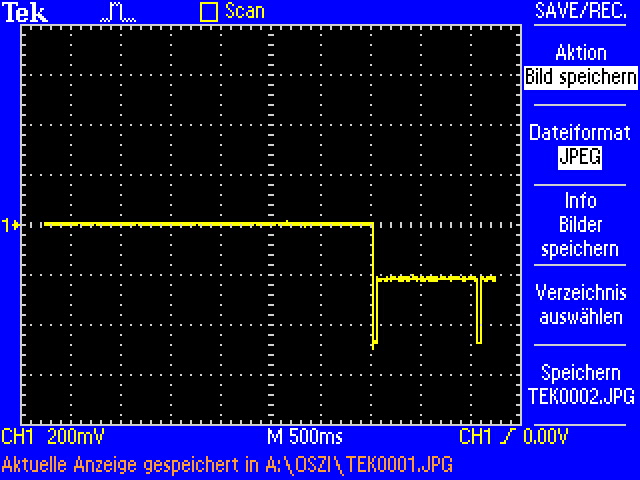 Tek
Scan
SAVE/REC.
Aktion
Bild speichern
Dateiformat
JPEG
Info
Bilder
speichern
Verzeichnis
auswählen
Speichern
TEK0002.JPG
1
CH1 200mV
M 500ms
CH1 0.00V
Aktuelle Anzeige gespeichert in A:\OSZI\TEK0001.JPG